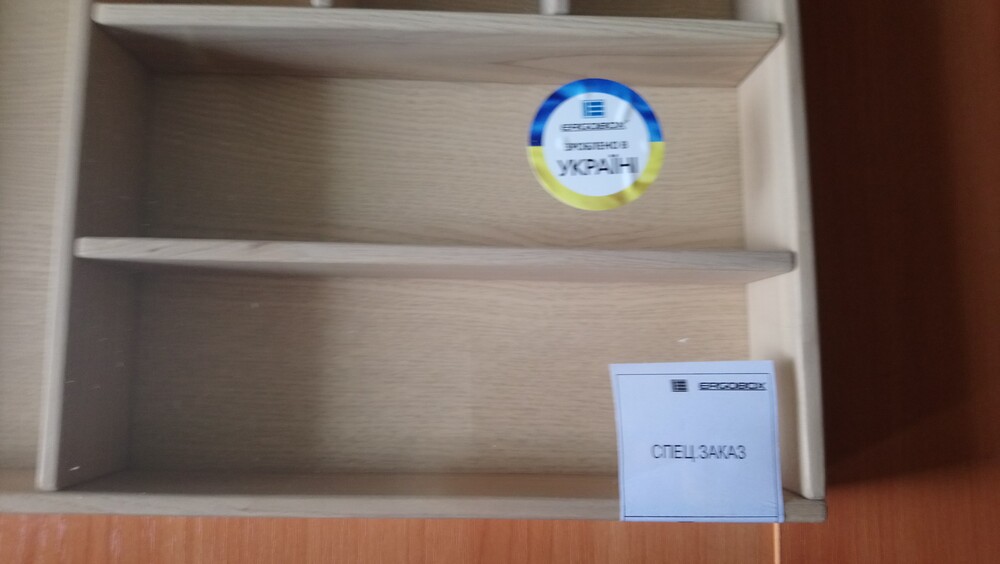 ERGOBOX
ЗРОБЛЕНО В
УКРАЇНІ
ERGOBOX
СПЕЦ.ЗАКАЗ